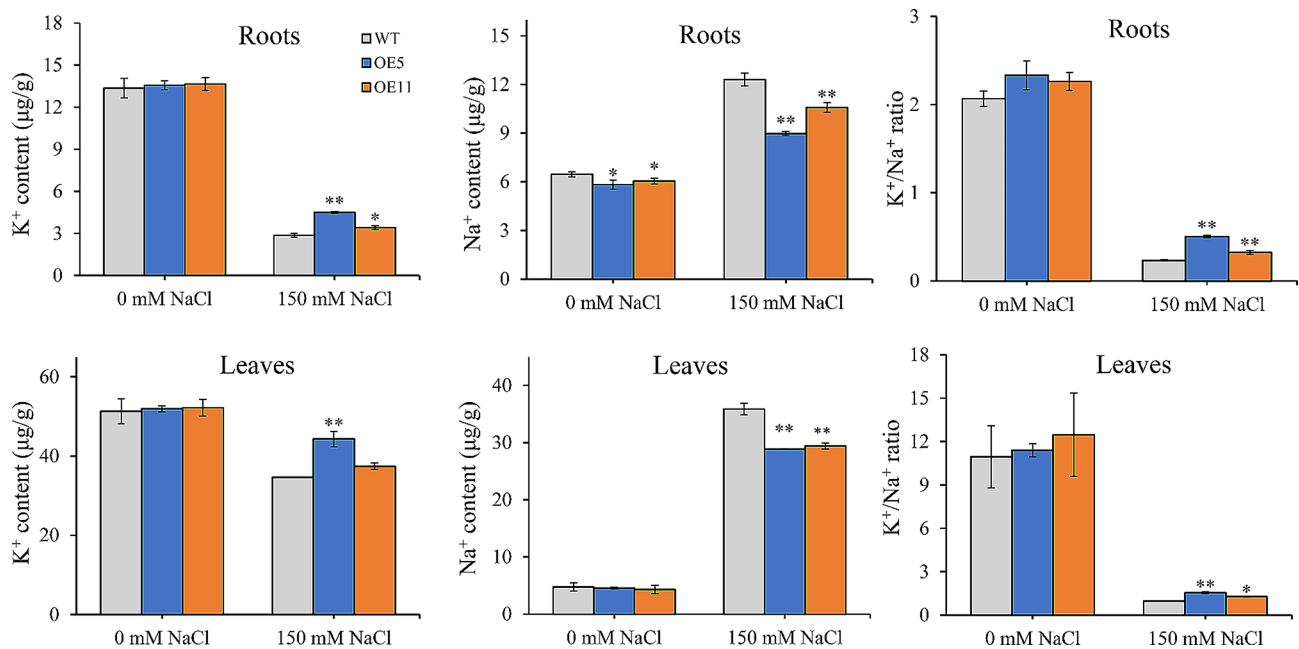 Roots
K⁺ content (µg/g)
18
15
12
9
6
3
0
WT
OE5
OE11
**
*
0 mM NaCl
150 mM NaCl
Roots
Na⁺ content (µg/g)
15
12
9
6
3
0
*
*
**
**
0 mM NaCl
150 mM NaCl
Roots
K⁺/Na⁺ ratio
3
2
1
0
**
**
0 mM NaCl
150 mM NaCl
Leaves
K⁺ content (µg/g)
60
40
20
0
**
0 mM NaCl
150 mM NaCl
Leaves
Na⁺ content (µg/g)
40
30
20
10
0
**
**
0 mM NaCl
150 mM NaCl
Leaves
K⁺/Na⁺ ratio
18
15
12
9
6
3
0
**
*
0 mM NaCl
150 mM NaCl